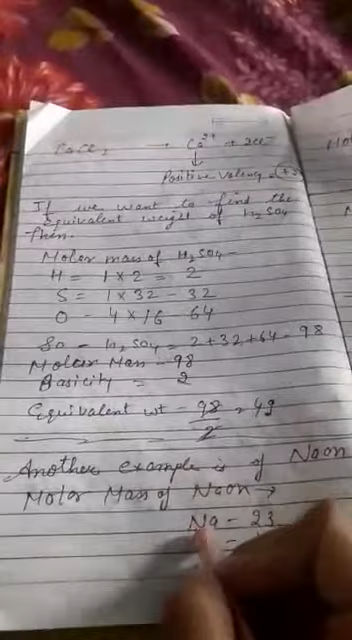 CaCl2 → Ca2+ + 2Cl-
↓
Positive Valency = +2
If we want to find the
Equivalent weight of H2SO4
Then.
Molar mass of H2SO4 -
H = 1 × 2 = 2
S = 1 × 32 - 32
O - 4 × 16 - 64
So - H2SO4 = 2+32+64 - 98
Molar Mass - 98
Basicity = 2
Equivalent wt - 98/2 = 49
Another example is of NaOH
Molar Mass of NaOH →
Na - 23